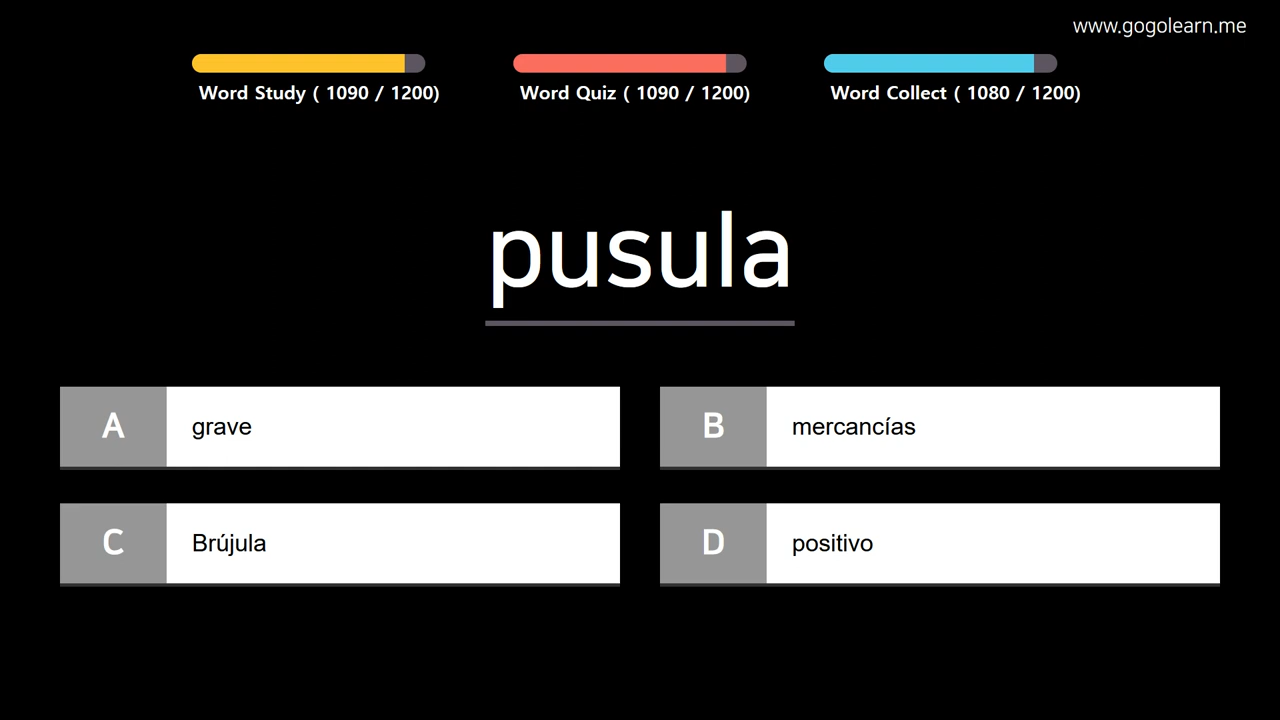 www.gogolearn.me
Word Study ( 1090 / 1200)
Word Quiz ( 1090 / 1200)
Word Collect ( 1080 / 1200)
pusula
A grave
B mercancías
C Brújula
D positivo